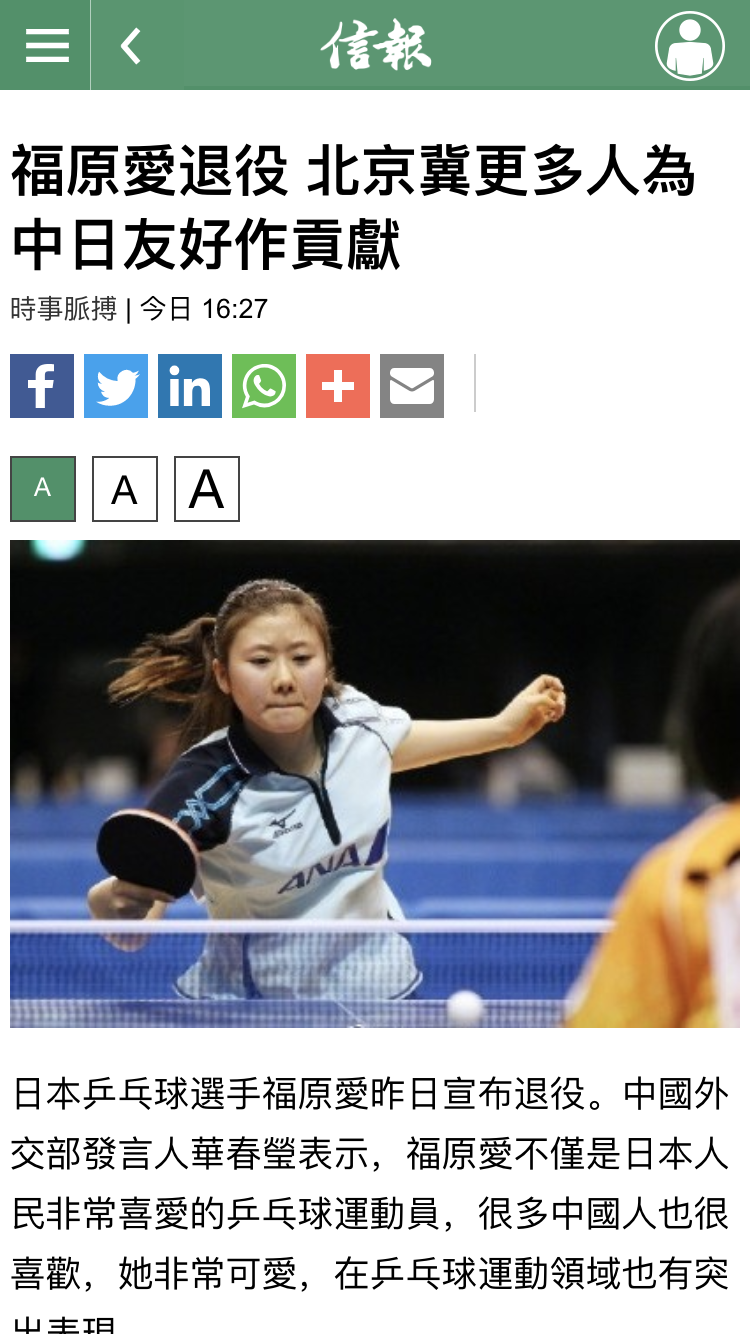 信報
福原愛退役 北京冀更多人為
中日友好作貢獻
時事脈搏 | 今日 16:27
A A A
MIZUNO
ANA
日本乒乓球選手福原愛昨日宣布退役。中國外
交部發言人華春瑩表示，福原愛不僅是日本人
民非常喜愛的乒乓球運動員，很多中國人也很
喜歡，她非常可愛，在乒乓球運動領域也有突
出表現